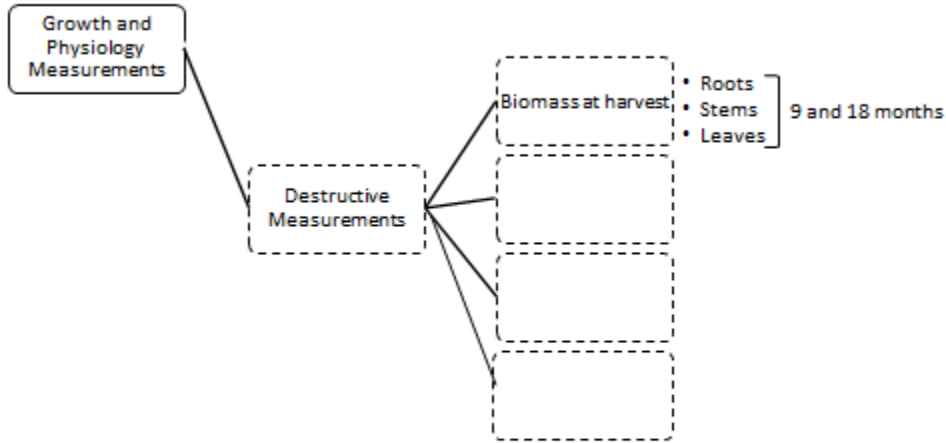 Growth and
Physiology
Measurements
Destructive
Measurements
Biomass at harvest
• Roots
• Stems
• Leaves
9 and 18 months